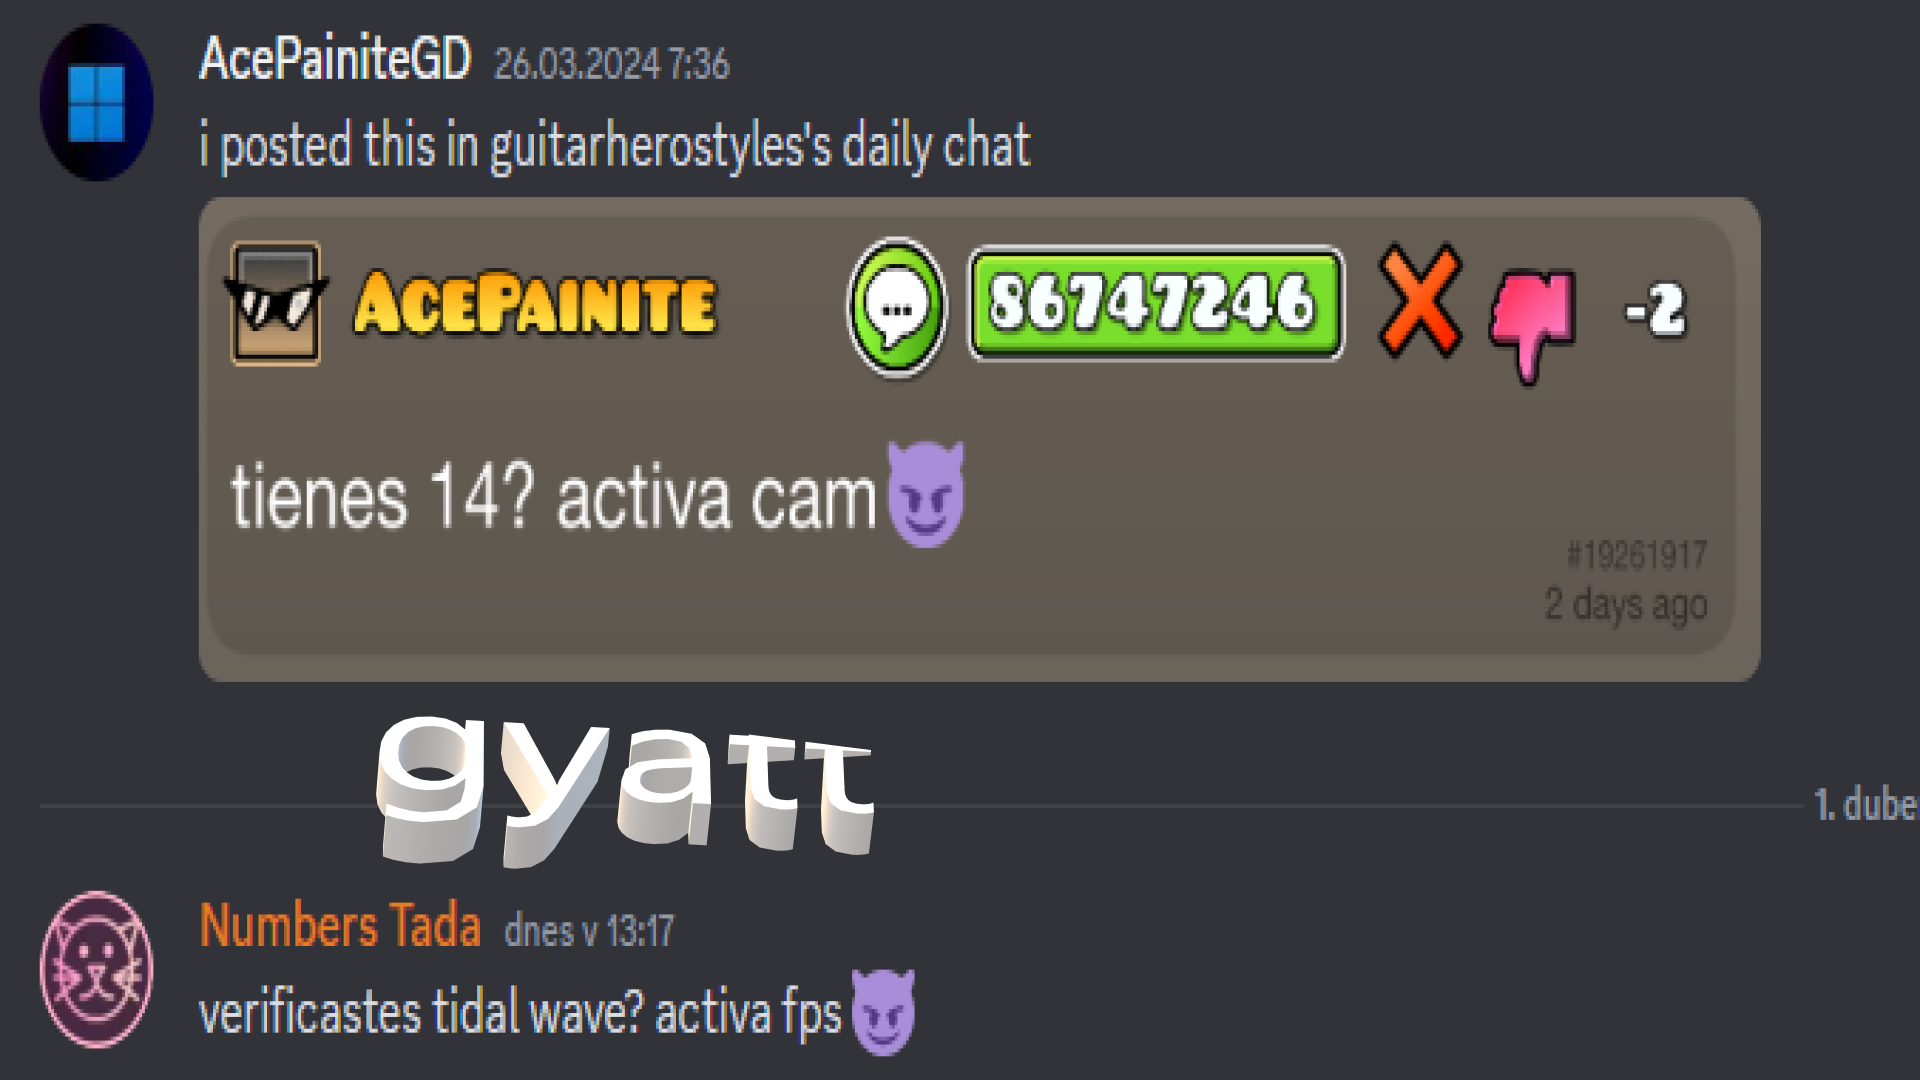 AcePainiteGD 26.03.2024 7:36
i posted this in guitarherostyles's daily chat
AcePainite 86747246 -2
tienes 14? activa cam😈
#19261917
2 days ago
gyatt
1. dube
Numbers Tada dnes v 13:17
verificastes tidal wave? activa fps😈